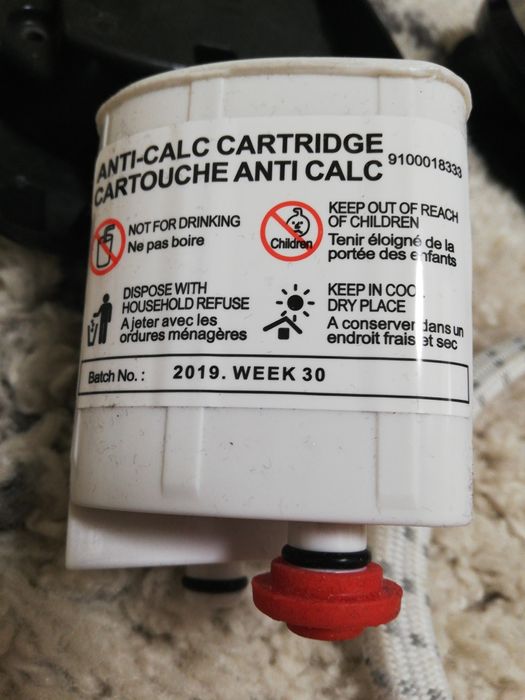 ANTI-CALC CARTRIDGE
CARTOUCHE ANTI CALC
9100018333
NOT FOR DRINKING
Ne pas boire
Children
KEEP OUT OF REACH
OF CHILDREN
Tenir éloigné de la
portée des enfants
DISPOSE WITH
HOUSEHOLD REFUSE
A jeter avec les
ordures ménagères
KEEP IN COOL
DRY PLACE
A conserver dans un
endroit frais et sec
Batch No. : 2019. WEEK 30